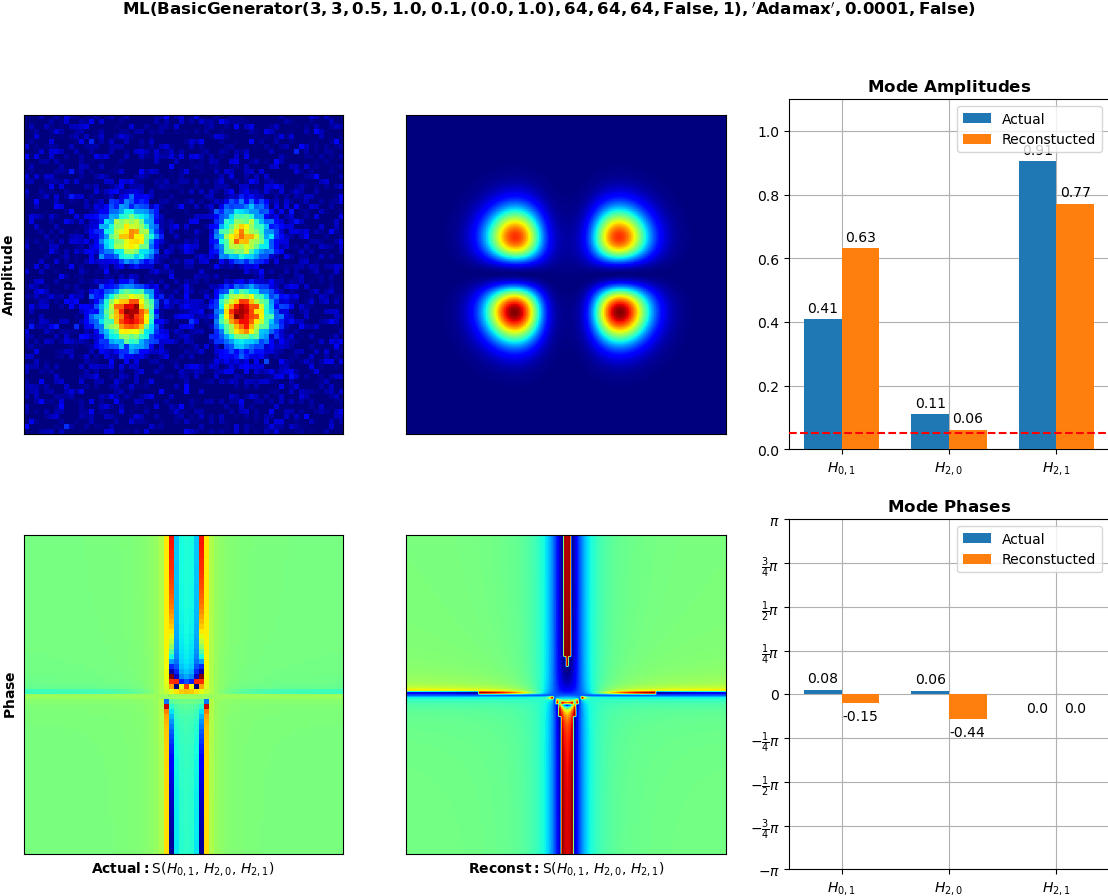 ML(BasicGenerator(3, 3, 0.5, 1.0, 0.1, (0.0, 1.0), 64, 64, 64, False, 1), ′Adamax′, 0.0001, False)
Amplitude
Mode Amplitudes
Actual
Reconstucted
1.0
0.8
0.6
0.4
0.2
0.0
0.41
0.63
0.11
0.06
0.91
0.77
H0, 1
H2, 0
H2, 1
Phase
Actual: S(H0, 1, H2, 0, H2, 1)
Reconst: S(H0, 1, H2, 0, H2, 1)
Mode Phases
Actual
Reconstucted
π
3/4π
1/2π
1/4π
0
−1/4π
−1/2π
−3/4π
−π
0.08
-0.15
0.06
-0.44
0.0
0.0
H0, 1
H2, 0
H2, 1